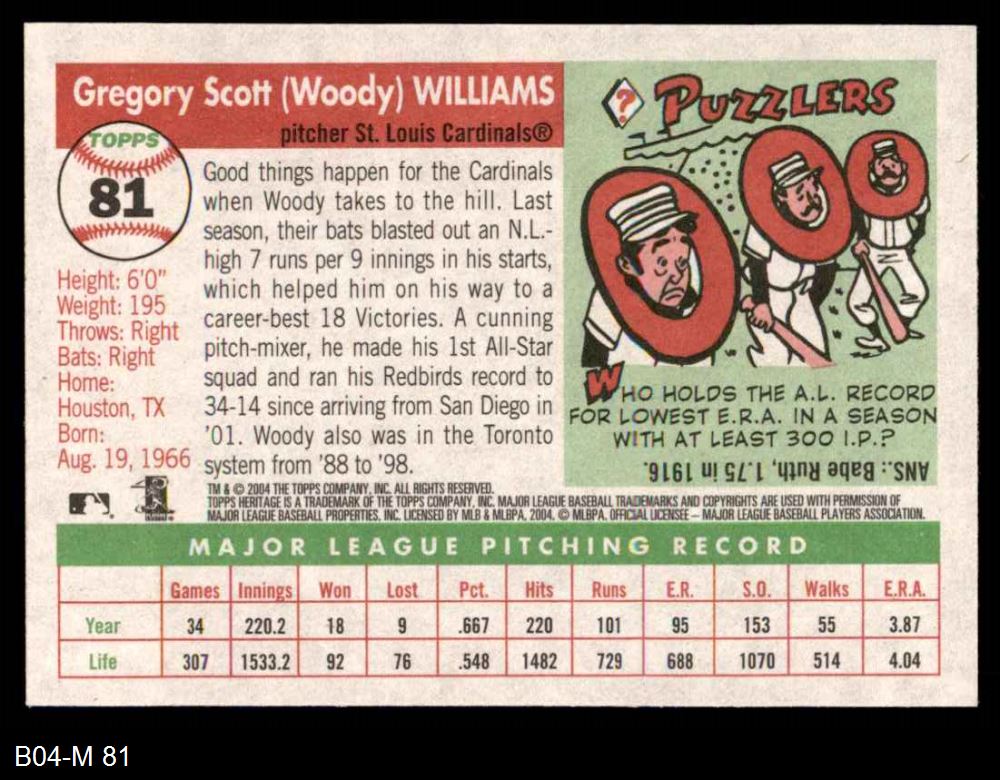 Gregory Scott (Woody) WILLIAMS
pitcher St. Louis Cardinals®
TOPPS
81
Height: 6'0"
Weight: 195
Throws: Right
Bats: Right
Home:
Houston, TX
Born:
Aug. 19, 1966
Good things happen for the Cardinals
when Woody takes to the hill. Last
season, their bats blasted out an N.L.-
high 7 runs per 9 innings in his starts,
which helped him on his way to a
career-best 18 Victories. A cunning
pitch-mixer, he made his 1st All-Star
squad and ran his Redbirds record to
34-14 since arriving from San Diego in
'01. Woody also was in the Toronto
system from '88 to '98.
? PUZZLERS
WHO HOLDS THE A.L. RECORD
FOR LOWEST E.R.A. IN A SEASON
WITH AT LEAST 300 I.P.?
ANS.: Babe Ruth, 1.75 in 1916.
TM & © 2004 THE TOPPS COMPANY, INC. ALL RIGHTS RESERVED.
TOPPS HERITAGE IS A TRADEMARK OF THE TOPPS COMPANY, INC. MAJOR LEAGUE BASEBALL TRADEMARKS AND COPYRIGHTS ARE USED WITH PERMISSION OF
MAJOR LEAGUE BASEBALL PROPERTIES, INC. LICENSED BY MLB & MLBPA, 2004. © MLBPA. OFFICIAL LICENSEE – MAJOR LEAGUE BASEBALL PLAYERS ASSOCIATION.
MAJOR LEAGUE PITCHING RECORD
Games Innings Won Lost Pct. Hits Runs E.R. S.O. Walks E.R.A.
Year 34 220.2 18 9 .667 220 101 95 153 55 3.87
Life 307 1533.2 92 76 .548 1482 729 688 1070 514 4.04
B04-M 81